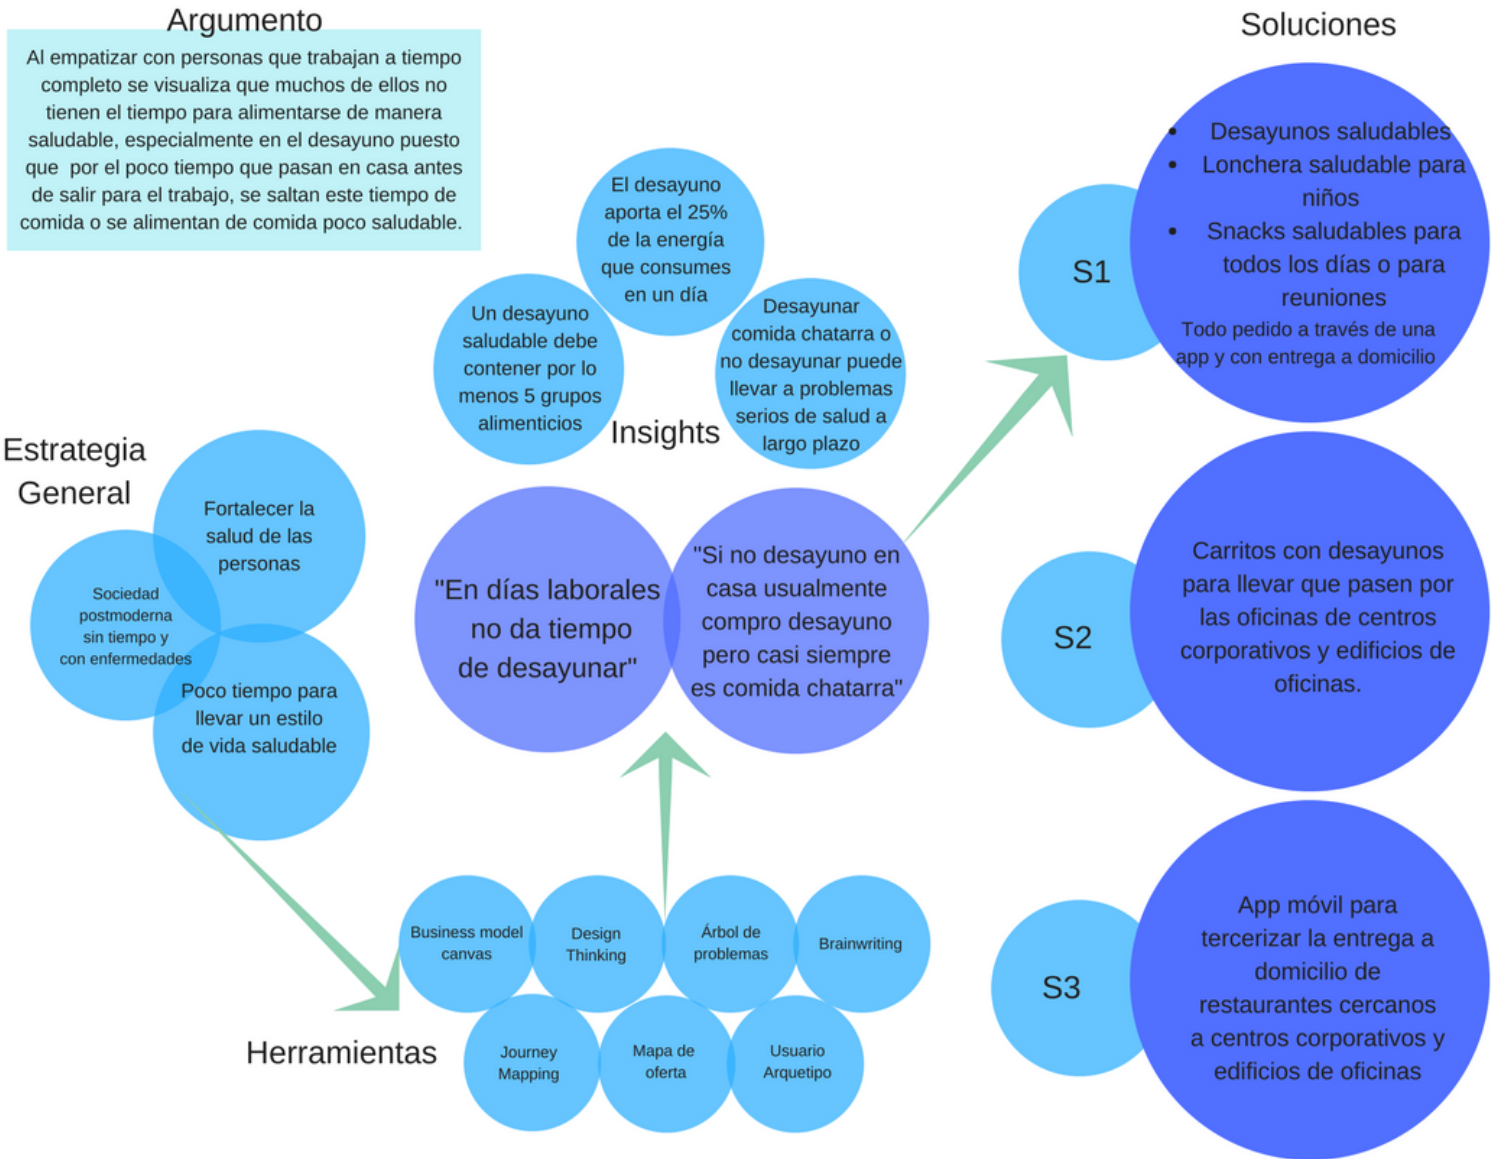 Argumento
Al empatizar con personas que trabajan a tiempo
completo se visualiza que muchos de ellos no
tienen el tiempo para alimentarse de manera
saludable, especialmente en el desayuno puesto
que por el poco tiempo que pasan en casa antes
de salir para el trabajo, se saltan este tiempo de
comida o se alimentan de comida poco saludable.
Estrategia
General
Fortalecer la
salud de las
personas
Sociedad
postmoderna
sin tiempo y
con enfermedades
Poco tiempo para
llevar un estilo
de vida saludable
Herramientas
Business model
canvas
Design
Thinking
Árbol de
problemas
Brainwriting
Journey
Mapping
Mapa de
oferta
Usuario
Arquetipo
Insights
Un desayuno
saludable debe
contener por lo
menos 5 grupos
alimenticios
El desayuno
aporta el 25%
de la energía
que consumes
en un día
Desayunar
comida chatarra o
no desayunar puede
llevar a problemas
serios de salud a
largo plazo
"En días laborales
no da tiempo
de desayunar"
"Si no desayuno en
casa usualmente
compro desayuno
pero casi siempre
es comida chatarra"
Soluciones
S1
• Desayunos saludables
• Lonchera saludable para
niños
• Snacks saludables para
todos los días o para
reuniones
Todo pedido a través de una
app y con entrega a domicilio
S2
Carritos con desayunos
para llevar que pasen por
las oficinas de centros
corporativos y edificios de
oficinas.
S3
App móvil para
tercerizar la entrega a
domicilio de
restaurantes cercanos
a centros corporativos y
edificios de oficinas